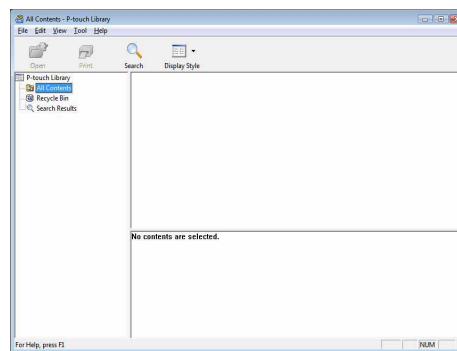 All Contents - P-touch Library
File Edit View Tool Help
Open Print Search Display Style
P-touch Library
All Contents
Recycle Bin
Search Results
No contents are selected.
For Help, press F1 NUM